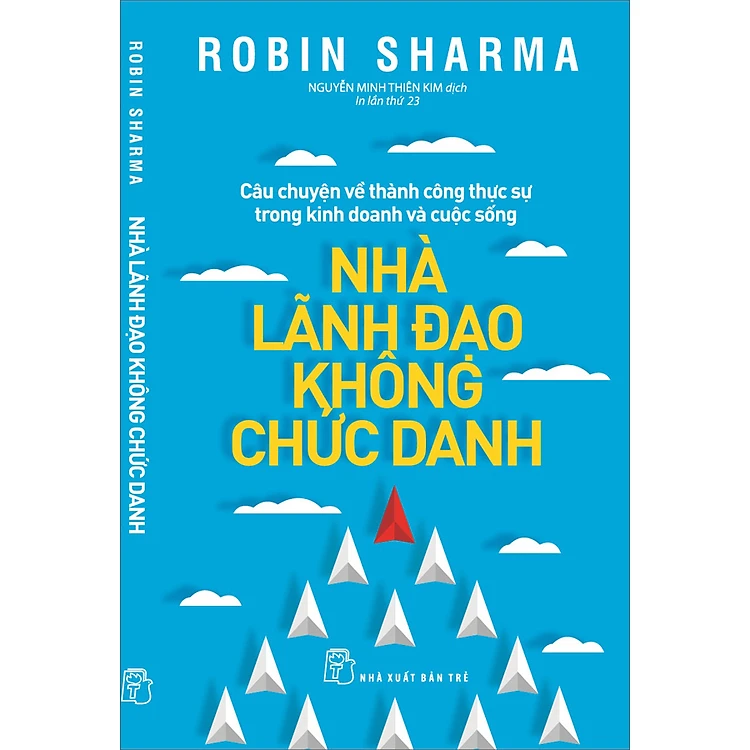 ROBIN SHARMA
NGUYỄN MINH THIÊN KIM dịch
In lần thứ 23
Câu chuyện về thành công thực sự
trong kinh doanh và cuộc sống
NHÀ
LÃNH ĐẠO
KHÔNG
CHỨC DANH
NHÀ XUẤT BẢN TRẺ
ROBIN SHARMA
NHÀ LÃNH ĐẠO KHÔNG CHỨC DANH